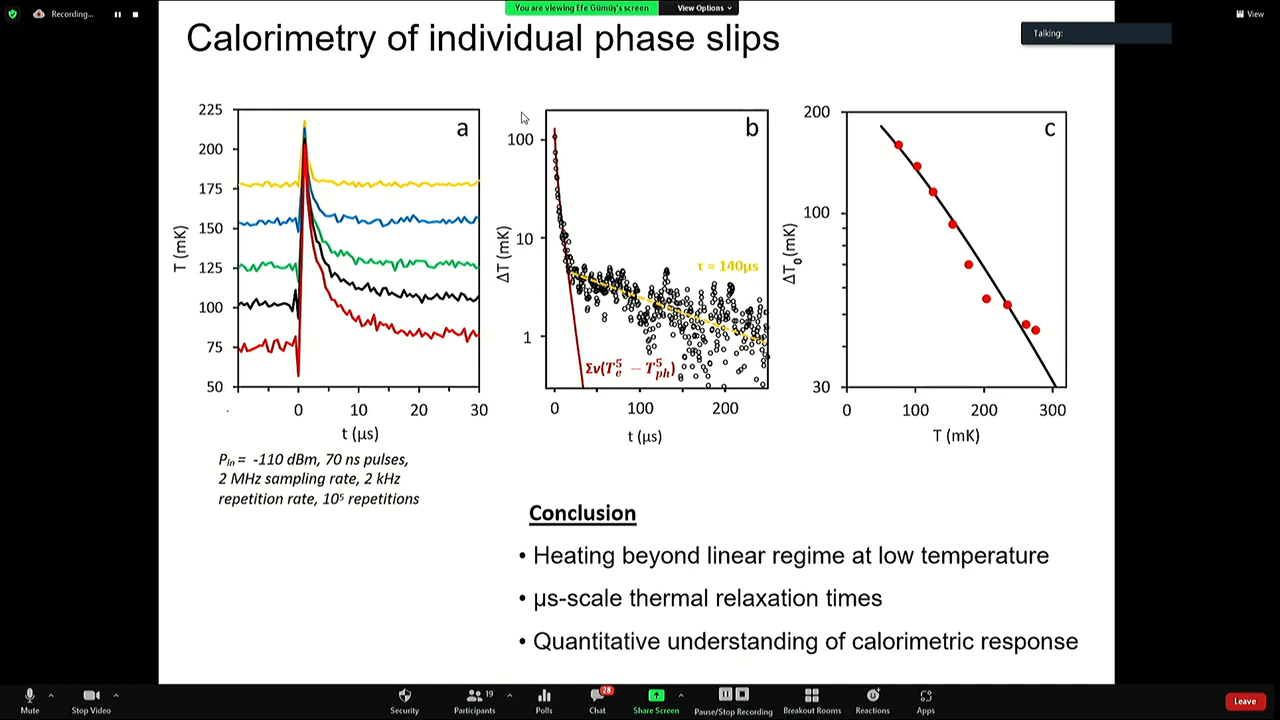 Recording...
You are viewing Efe Gümüş's screen
View Options
View
Talking:
Calorimetry of individual phase slips
225
200
175
150
125
100
75
50
T (mK)
a
0
10
20
30
t (µs)
100
10
1
ΔT (mK)
b
τ = 140µs
Σν(T_e^5 − T_ph^5)
0
100
200
t (µs)
200
100
30
ΔT₀(mK)
c
0
100
200
300
T (mK)
Pᵢₙ = -110 dBm, 70 ns pulses,
2 MHz sampling rate, 2 kHz
repetition rate, 10⁵ repetitions
Conclusion
• Heating beyond linear regime at low temperature
• µs-scale thermal relaxation times
• Quantitative understanding of calorimetric response
Mute
Stop Video
Security
Participants
19
Polls
Chat
28
Share Screen
Pause/Stop Recording
Breakout Rooms
Reactions
Apps
Leave